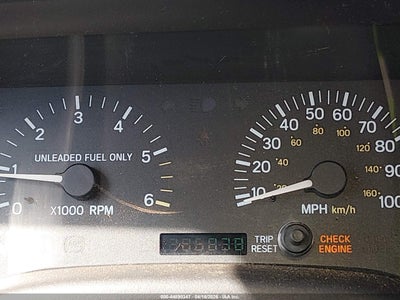 0 1 2 3 4 5 6
UNLEADED FUEL ONLY
X1000 RPM
10 20 30 40 50 60 70 80 90 100
20 40 60 80 100 120 140 160
MPH km/h
TRIP
RESET
CHECK
ENGINE